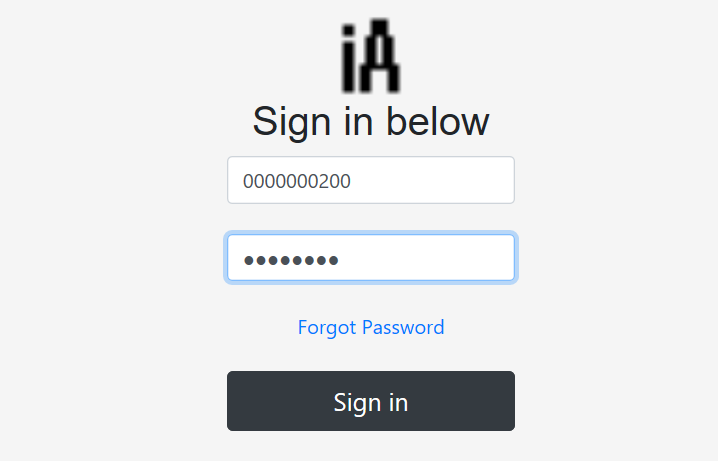 iA
Sign in below
0000000200
●●●●●●●●
Forgot Password
Sign in